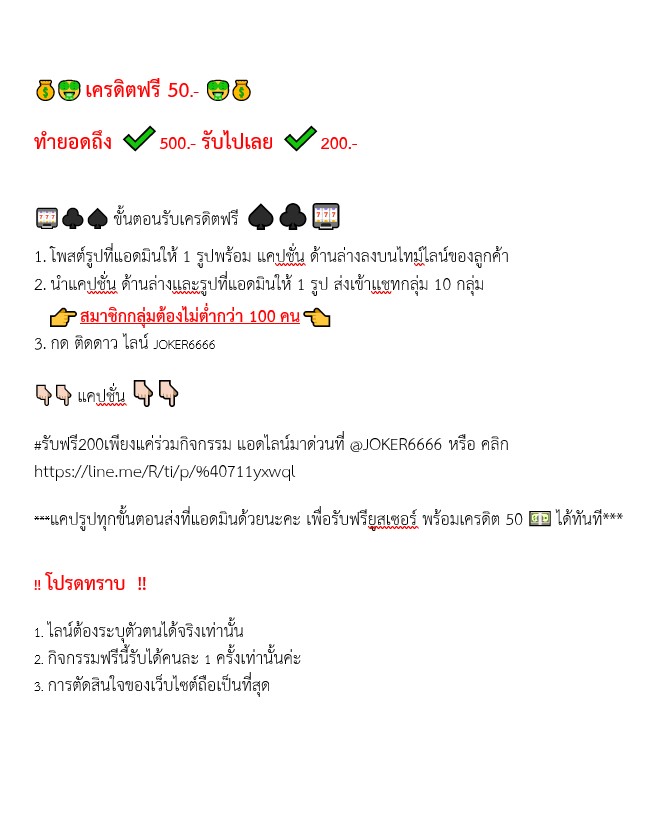 💰🤑 เครดิตฟรี 50.- 🤑💰
ทำยอดถึง ✔ 500.- รับไปเลย ✔ 200.-
🎰♣♠ ขั้นตอนรับเครดิตฟรี ♠♣🎰
1. โพสต์รูปที่แอดมินให้ 1 รูปพร้อม แคปชั่น ด้านล่างลงบนไทม์ไลน์ของลูกค้า
2. นำแคปชั่น ด้านล่างและรูปที่แอดมินให้ 1 รูป ส่งเข้าแชทกลุ่ม 10 กลุ่ม
👉 สมาชิกกลุ่มต้องไม่ต่ำกว่า 100 คน 👈
3. กด ติดดาว ไลน์ JOKER6666
👇👇 แคปชั่น 👇👇
#รับฟรี200เพียงแค่ร่วมกิจกรรม แอดไลน์มาด่วนที่ @JOKER6666 หรือ คลิก
https://line.me/R/ti/p/%40711yxwql
***แคปรูปทุกขั้นตอนส่งที่แอดมินด้วยนะคะ เพื่อรับฟรียูสเซอร์ พร้อมเครดิต 50 💵 ได้ทันที***
!! โปรดทราบ !!
1. ไลน์ต้องระบุตัวตนได้จริงเท่านั้น
2. กิจกรรมฟรีนี้รับได้คนละ 1 ครั้งเท่านั้นค่ะ
3. การตัดสินใจของเว็บไซต์ถือเป็นที่สุด